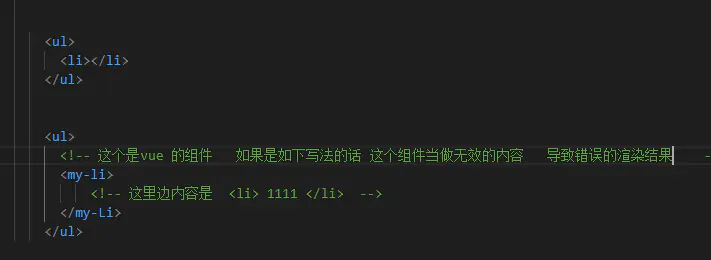 <ul>
<li></li>
</ul>
<ul>
<!-- 这个是vue 的组件 如果是如下写法的话 这个组件当做无效的内容 导致错误的渲染结果 -
<my-li>
<!-- 这里边内容是 <li> 1111 </li> -->
</my-Li>
</ul>